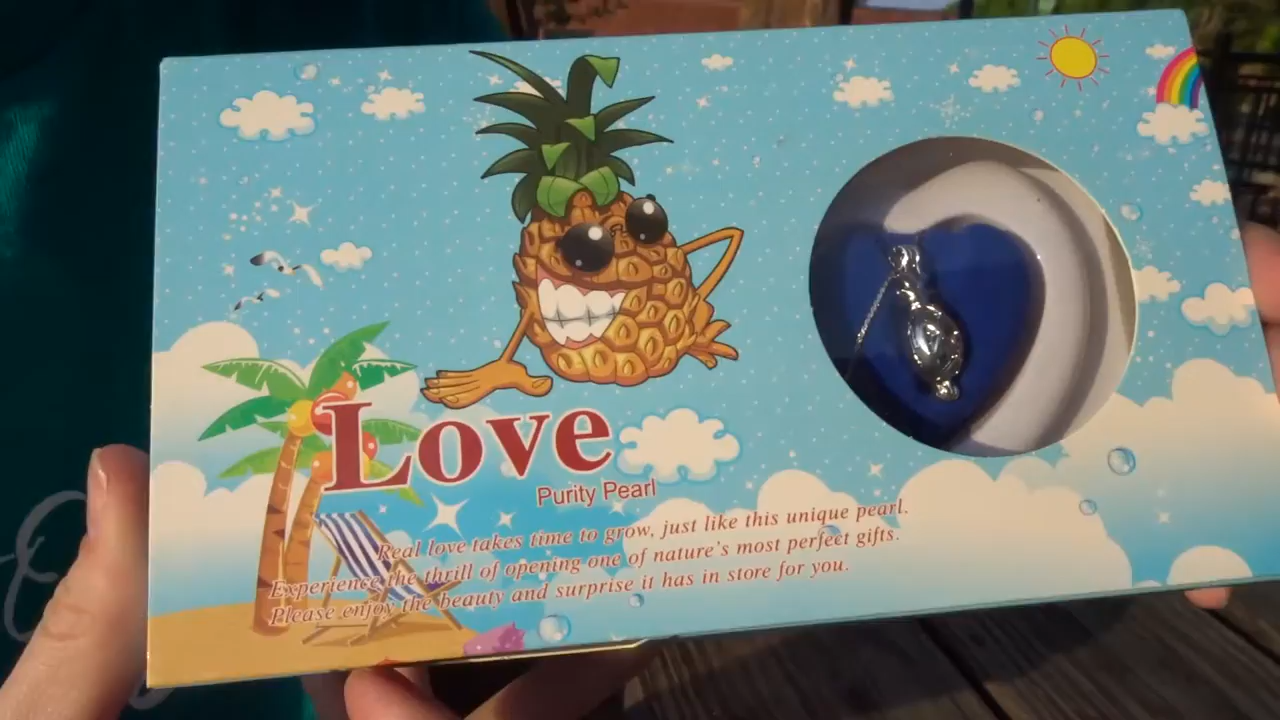 Love
Purity Pearl
Real love takes time to grow, just like this unique pearl.
Experience the thrill of opening one of nature's most perfect gifts.
Please enjoy the beauty and surprise it has in store for you.